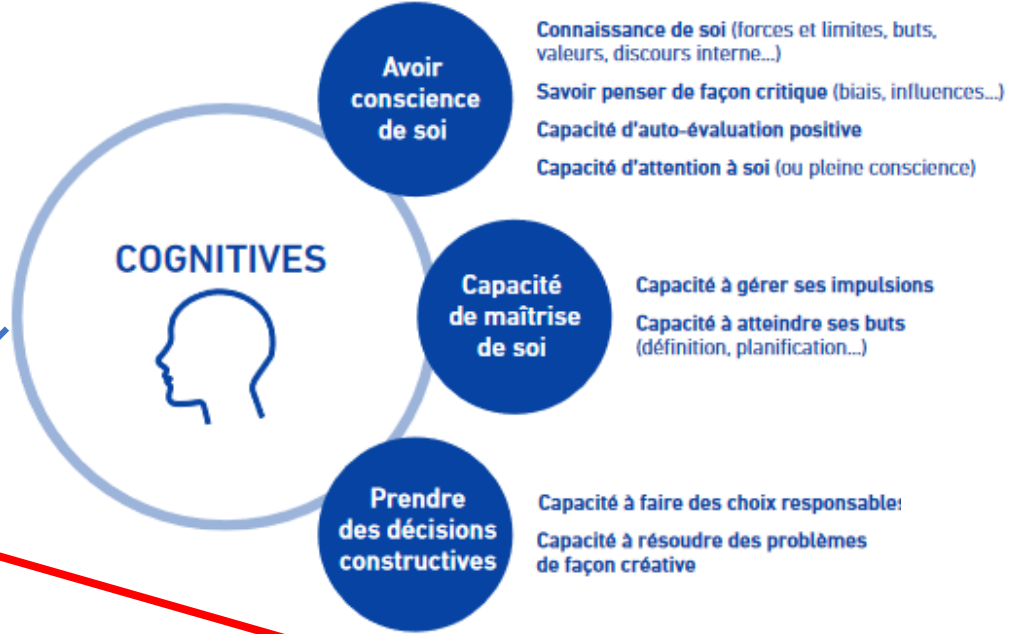 COGNITIVES
Avoir
conscience
de soi
Connaissance de soi (forces et limites, buts,
valeurs, discours interne...)
Savoir penser de façon critique (biais, influences...)
Capacité d'auto-évaluation positive
Capacité d'attention à soi (ou pleine conscience)
Capacité
de maîtrise
de soi
Capacité à gérer ses impulsions
Capacité à atteindre ses buts
(définition, planification...)
Prendre
des décisions
constructives
Capacité à faire des choix responsables
Capacité à résoudre des problèmes
de façon créative